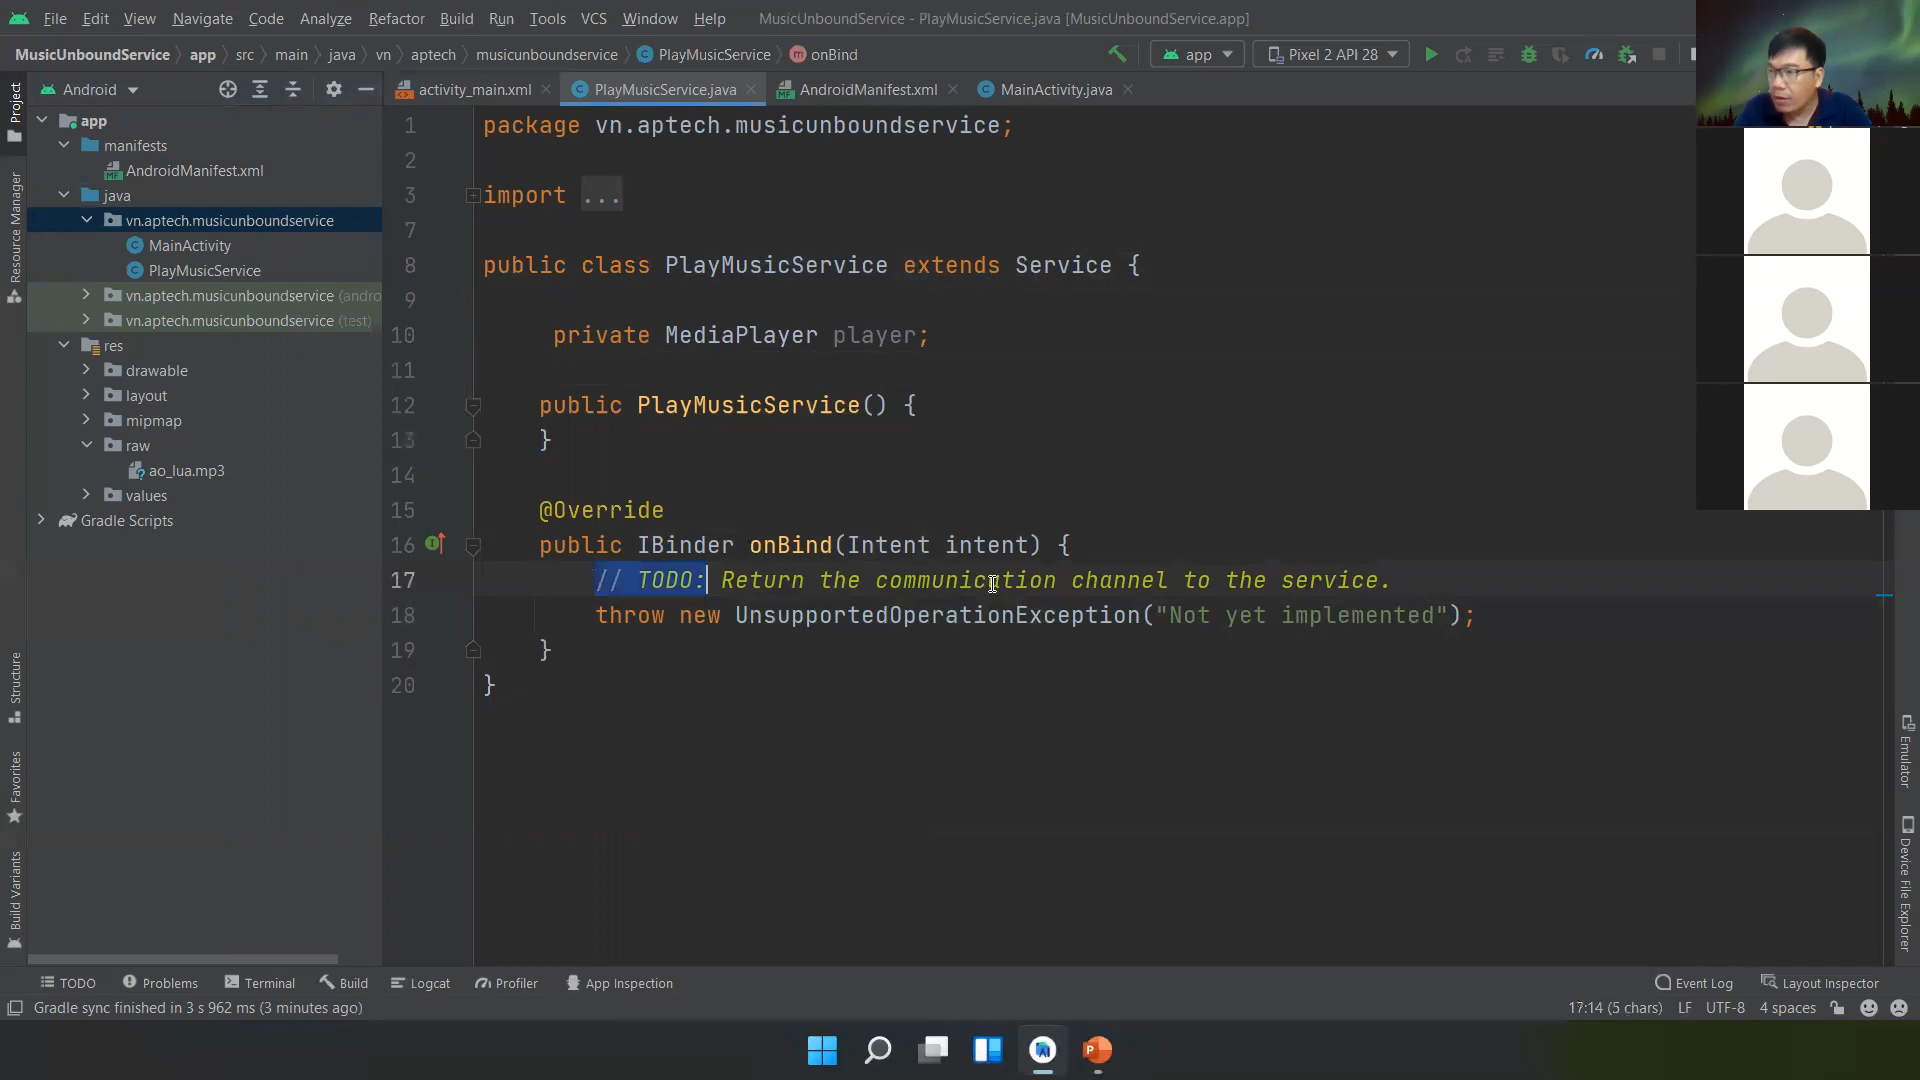 File Edit View Navigate Code Analyze Refactor Build Run Tools VCS Window Help MusicUnboundService - PlayMusicService.java [MusicUnboundService.app]
MusicUnboundService app src main java vn aptech musicunboundservice PlayMusicService onBind app Pixel 2 API 28
Android
activity_main.xml PlayMusicService.java AndroidManifest.xml MainActivity.java
Project
Resource Manager
Structure
Favorites
Build Variants
app
manifests
AndroidManifest.xml
java
vn.aptech.musicunboundservice
MainActivity
PlayMusicService
vn.aptech.musicunboundservice (andro
vn.aptech.musicunboundservice (test)
res
drawable
layout
mipmap
raw
ao_lua.mp3
values
Gradle Scripts
1 package vn.aptech.musicunboundservice;
2
3 import ...
7
8 public class PlayMusicService extends Service {
9
10 private MediaPlayer player;
11
12 public PlayMusicService() {
13 }
14
15 @Override
16 public IBinder onBind(Intent intent) {
17 // TODO: Return the communication channel to the service.
18 throw new UnsupportedOperationException("Not yet implemented");
19 }
20 }
Emulator
Device File Explorer
TODO Problems Terminal Build Logcat Profiler App Inspection Event Log Layout Inspector
Gradle sync finished in 3 s 962 ms (3 minutes ago) 17:14 (5 chars) LF UTF-8 4 spaces